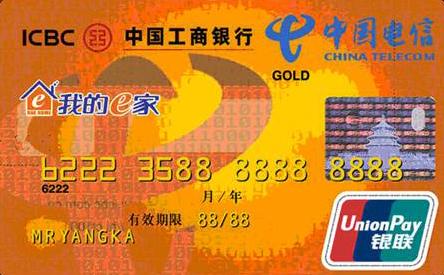 ICBC 中国工商银行 中国电信
CHINA TELECOM
GOLD
e 我的e家
6222 3588 8888 8888
6222
月/年
有效期限 88/88
MR YANGKA
UnionPay
银联